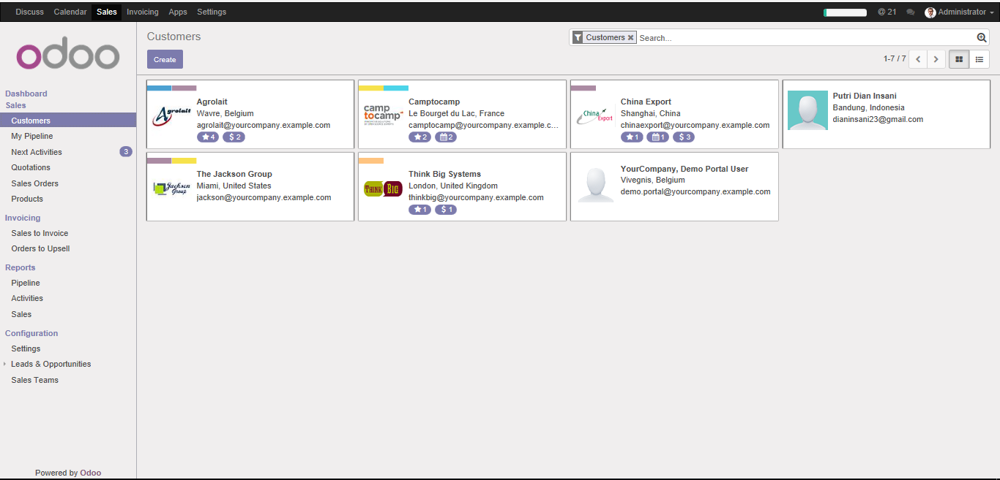 Discuss Calendar Sales Invoicing Apps Settings @ 21 Administrator
odoo
Customers
Customers Search...
Create
1-7 / 7
Dashboard
Sales
Customers
My Pipeline
Next Activities 3
Quotations
Sales Orders
Products
Invoicing
Sales to Invoice
Orders to Upsell
Reports
Pipeline
Activities
Sales
Configuration
Settings
Leads & Opportunities
Sales Teams
Powered by Odoo
Agrolait
Agrolait
Wavre, Belgium
agrolait@yourcompany.example.com
4 $ 2
camp
tocamp
Camptocamp
Le Bourget du Lac, France
camptocamp@yourcompany.example.c...
2 2
China
Export
China Export
Shanghai, China
chinaexport@yourcompany.example.com
1 1 $ 3
Putri Dian Insani
Bandung, Indonesia
dianinsani23@gmail.com
Jackson
Group
The Jackson Group
Miami, United States
jackson@yourcompany.example.com
THINK BIG
Think Big Systems
London, United Kingdom
thinkbig@yourcompany.example.com
1 $ 1
YourCompany, Demo Portal User
Vivegnis, Belgium
demo.portal@yourcompany.example.com